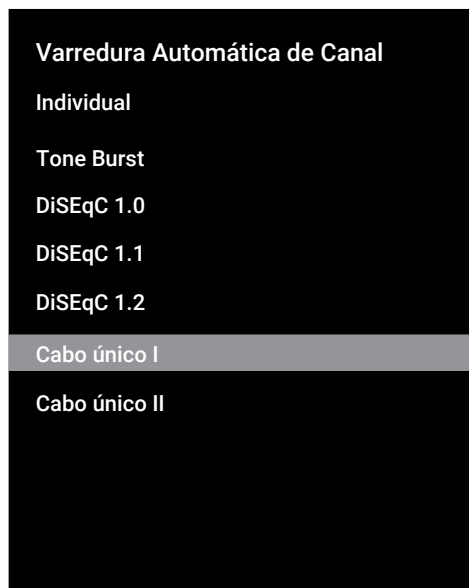 Varredura Automática de Canal
Individual
Tone Burst
DiSEqC 1.0
DiSEqC 1.1
DiSEqC 1.2
Cabo único I
Cabo único II